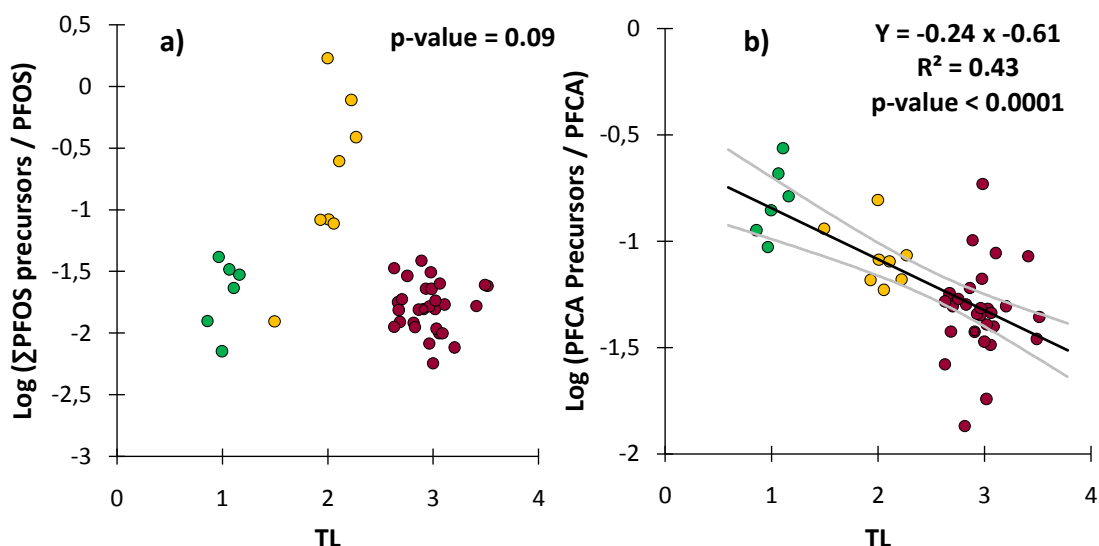 a)
p-value = 0.09
Log (∑PFOS precursors / PFOS)
0,5
0
-0,5
-1
-1,5
-2
-2,5
-3
0 1 2 3 4
TL
b)
Y = -0.24 x -0.61
R² = 0.43
p-value < 0.0001
Log (PFCA Precursors / PFCA)
-0
-0,5
-1
-1,5
-2
0 1 2 3 4
TL